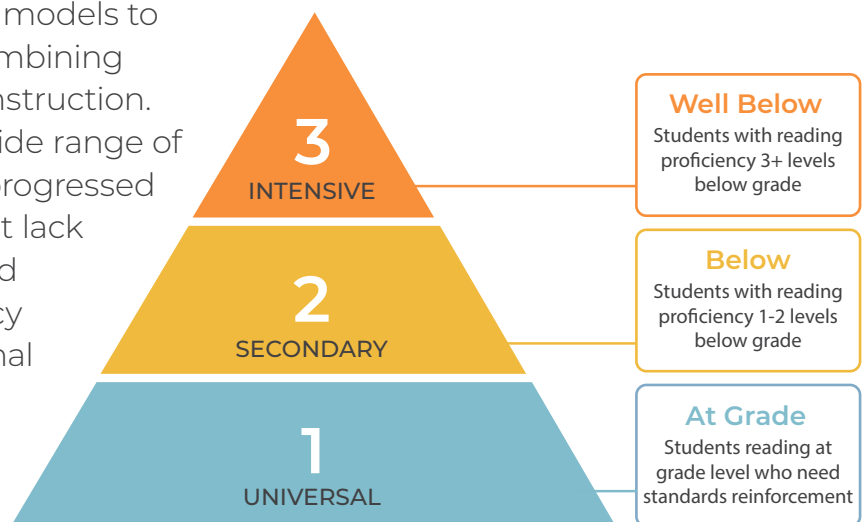 models to
mbining
nstruction.
ide range of
progressed
t lack
d
cy
nal
3
INTENSIVE
Well Below
Students with reading
proficiency 3+ levels
below grade
2
SECONDARY
Below
Students with reading
proficiency 1-2 levels
below grade
1
UNIVERSAL
At Grade
Students reading at
grade level who need
standards reinforcement